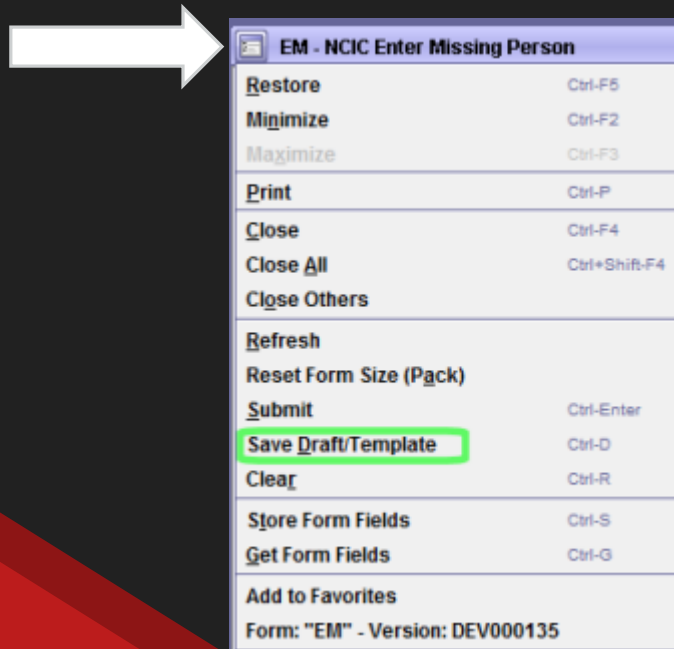 EM - NCIC Enter Missing Person
Restore Ctrl-F5
Minimize Ctrl-F2
Maximize Ctrl-F3
Print Ctrl-P
Close Ctrl-F4
Close All Ctrl+Shift-F4
Close Others
Refresh
Reset Form Size (Pack)
Submit Ctrl-Enter
Save Draft/Template Ctrl-D
Clear Ctrl-R
Store Form Fields Ctrl-S
Get Form Fields Ctrl-G
Add to Favorites
Form: "EM" - Version: DEV000135